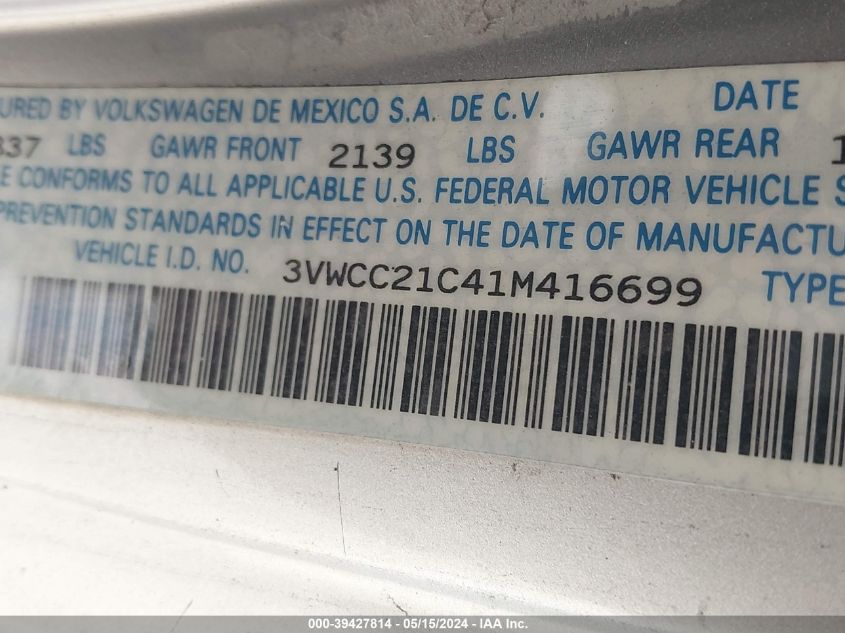 URED BY VOLKSWAGEN DE MEXICO S.A. DE C.V. DATE
337 LBS GAWR FRONT 2139 LBS GAWR REAR 1
E CONFORMS TO ALL APPLICABLE U.S. FEDERAL MOTOR VEHICLE S
PREVENTION STANDARDS IN EFFECT ON THE DATE OF MANUFACTU
VEHICLE I.D. NO. 3VWCC21C41M416699 TYPE
000-39427814 - 05/15/2024 - IAA Inc.